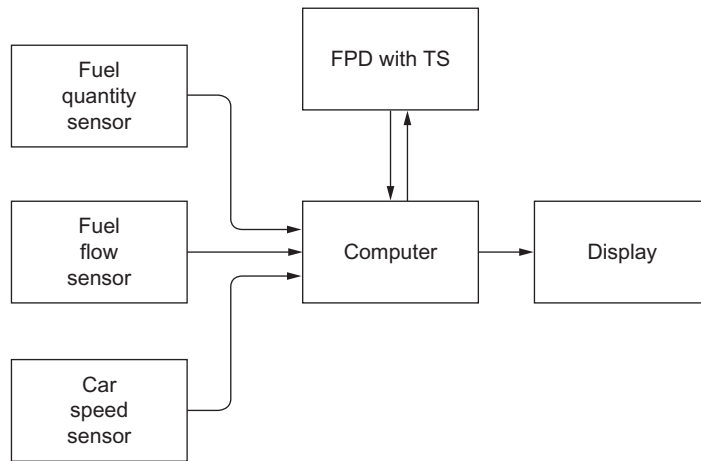 Fuel
quantity
sensor
FPD with TS
Fuel
flow
sensor
Computer
Display
Car
speed
sensor